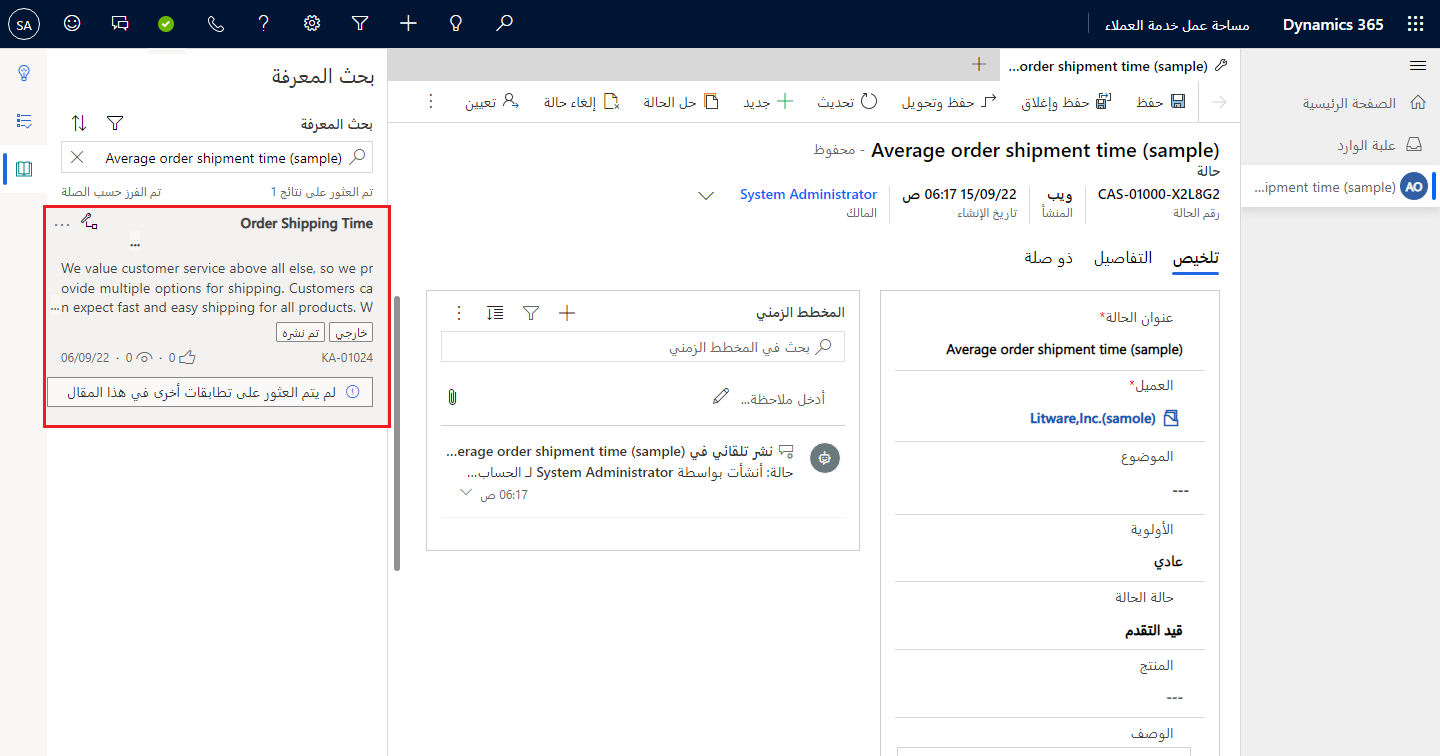 Dynamics 365
مساحة عمل خدمة العملاء
SA
الصفحة الرئيسية
علبة الوارد
AO
...ipment time (sample)
...order shipment time (sample)
حفظ
حفظ وإغلاق
حفظ وتحويل
تحديث
جديد
حل الحالة
إلغاء حالة
تعيين
Average order shipment time (sample) - محفوظ
حالة
CAS-01000-X2L8G2
رقم الحالة
ويب
المنشأ
15/09/22 06:17 ص
تاريخ الإنشاء
System Administrator
المالك
تلخيص
التفاصيل
ذو صلة
عنوان الحالة*
Average order shipment time (sample)
العميل*
Litware,Inc.(samole)
الموضوع
---
الأولوية
عادي
حالة الحالة
قيد التقدم
المنتج
---
الوصف
المخطط الزمني
بحث في المخطط الزمني
أدخل ملاحظة...
نشر تلقائي في erage order shipment time (sample)...
حالة: أنشأت بواسطة System Administrator لـ الحساب...
06:17 ص
بحث المعرفة
بحث المعرفة
Average order shipment time (sample)
تم العثور على نتائج 1
تم الفرز حسب الصلة
Order Shipping Time
...
We value customer service above all else, so we pr
ovide multiple options for shipping. Customers ca
n expect fast and easy shipping for all products. W...
خارجي
تم نشره
KA-01024
0 · 0 · 06/09/22
لم يتم العثور على تطابقات أخرى في هذا المقال